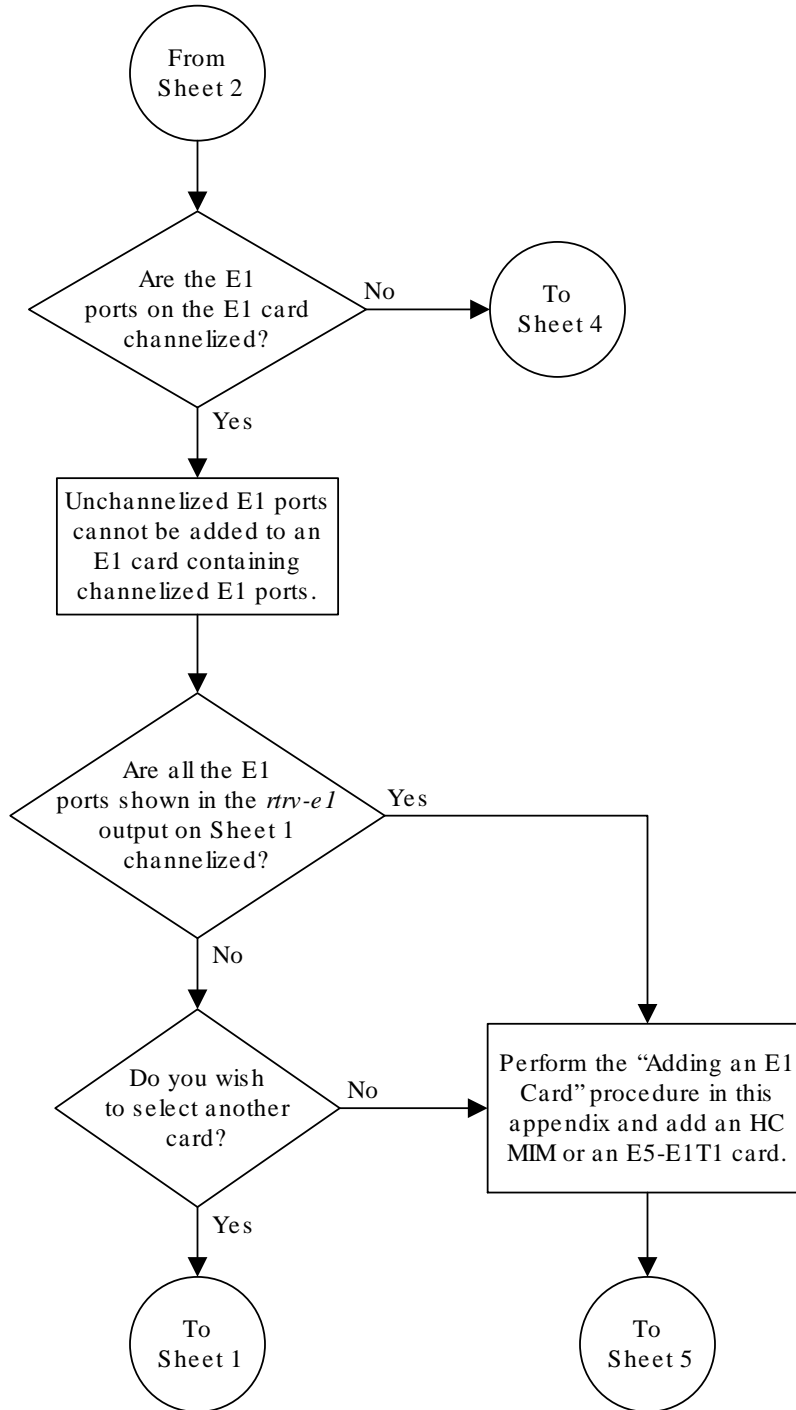 From
Sheet 2
Are the E1
ports on the E1 card
channelized?
No
To
Sheet 4
Yes
Unchannelized E1 ports
cannot be added to an
E1 card containing
channelized E1 ports.
Are all the E1
ports shown in the rtrv-e1
output on Sheet 1
channelized?
Yes
No
Do you wish
to select another
card?
No
Perform the “Adding an E1
Card” procedure in this
appendix and add an HC
MIM or an E5-E1T1 card.
Yes
To
Sheet 1
To
Sheet 5